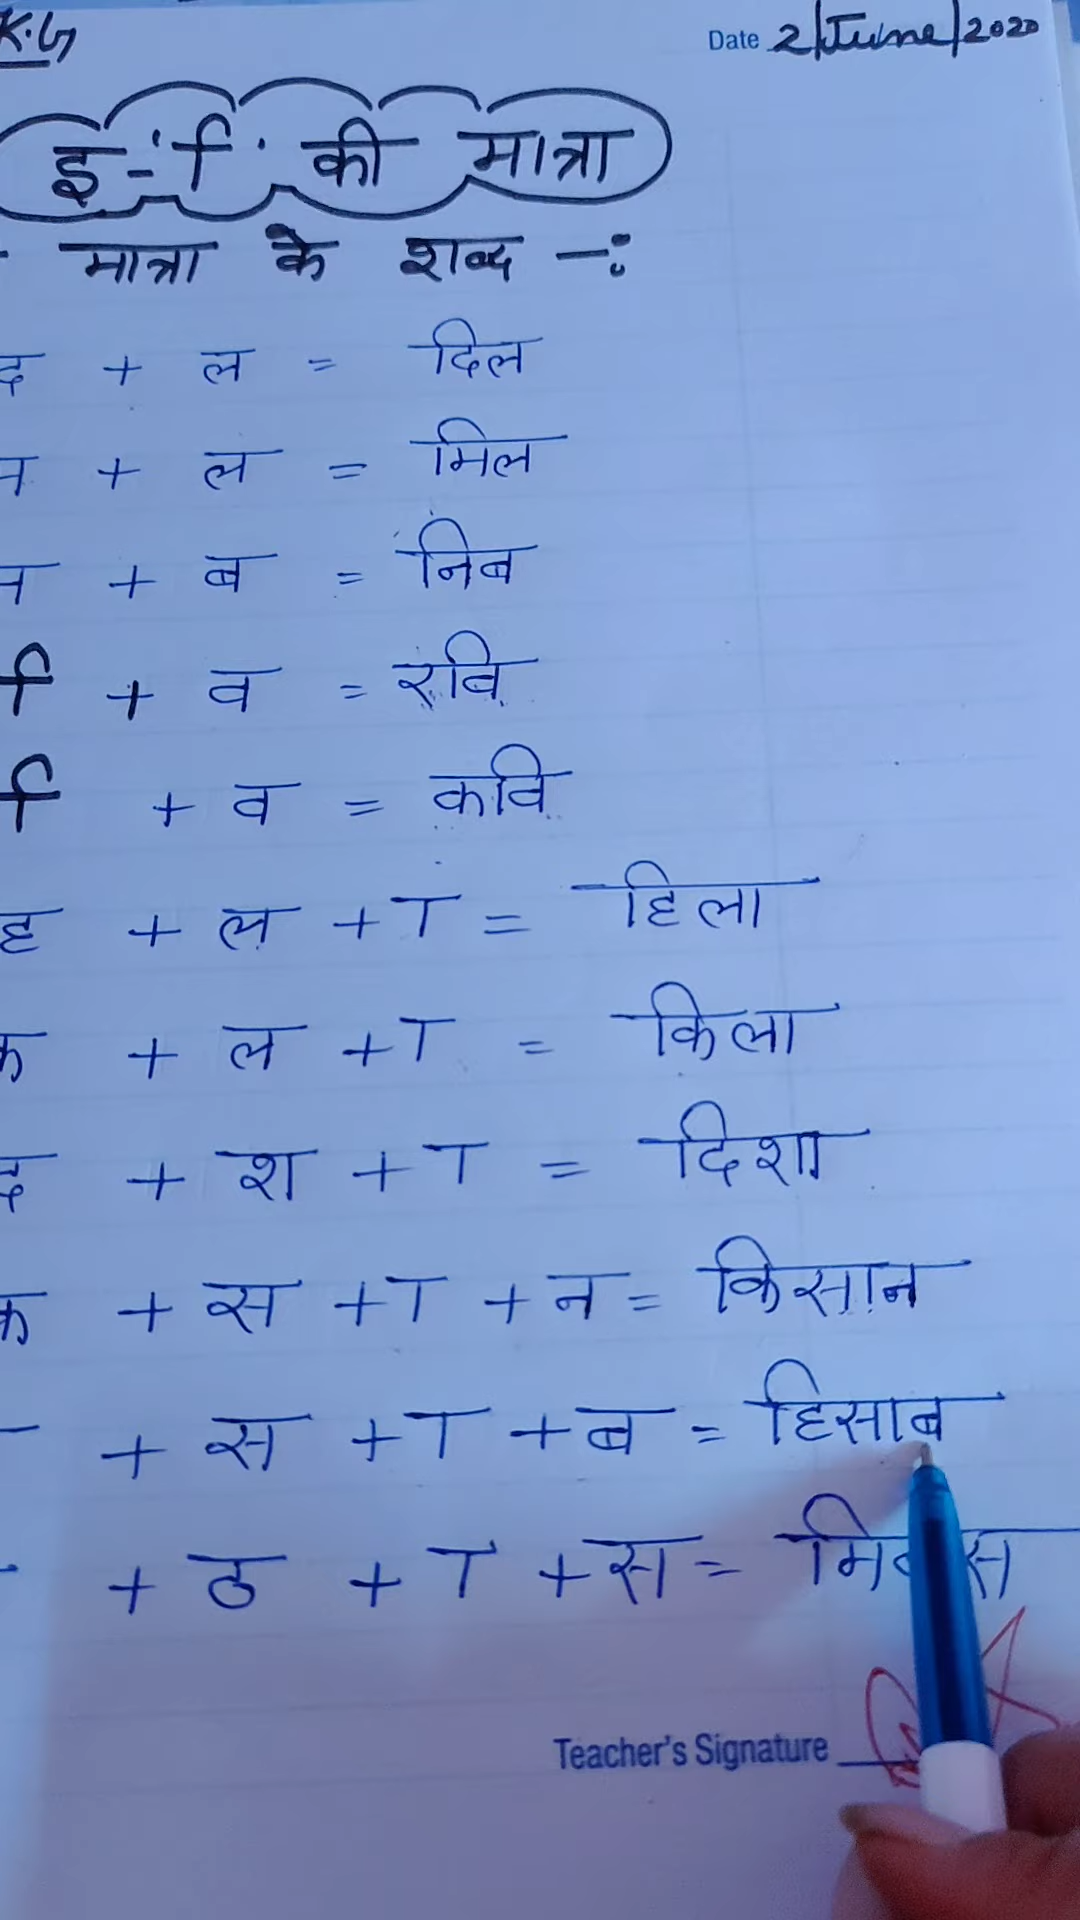 K.G
Date 2/June/2020
इ-'ि' की मात्रा
मात्रा के शब्द -:
द + ल = दिल
म + ल = मिल
न + ब = निब
ि + व = रवि
ि + व = कवि
ह + ल + ा = हिला
क + ल + ा = किला
द + श + ा = दिशा
क + स + ा + न = किसान
+ स + ा + ब = हिसाब
+ ठ + ा + स =
Teacher's Signature